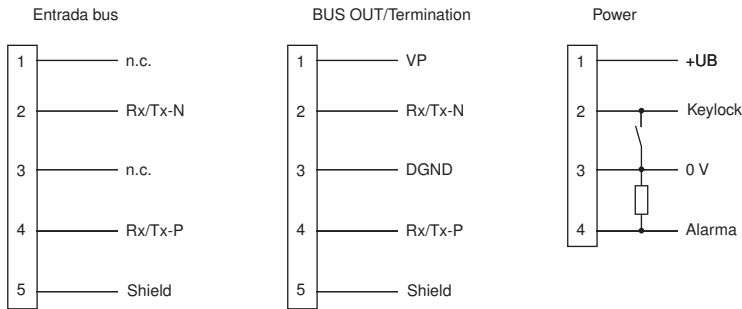 Entrada bus
1 n.c.
2 Rx/Tx-N
3 n.c.
4 Rx/Tx-P
5 Shield
BUS OUT/Termination
1 VP
2 Rx/Tx-N
3 DGND
4 Rx/Tx-P
5 Shield
Power
1 +UB
2 Keylock
3 0 V
4 Alarma